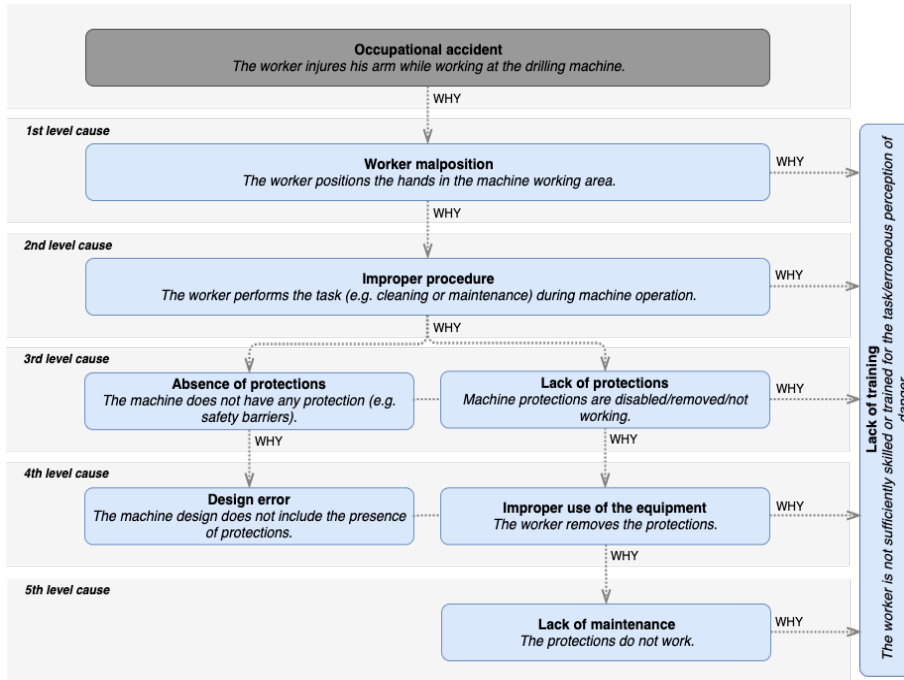 Occupational accident
The worker injures his arm while working at the drilling machine.
WHY
1st level cause
Worker malposition
The worker positions the hands in the machine working area.
WHY
WHY
2nd level cause
Improper procedure
The worker performs the task (e.g. cleaning or maintenance) during machine operation.
WHY
WHY
3rd level cause
Absence of protections
The machine does not have any protection (e.g.
safety barriers).
Lack of protections
Machine protections are disabled/removed/not
working.
WHY
WHY
WHY
4th level cause
Design error
The machine design does not include the presence
of protections.
Improper use of the equipment
The worker removes the protections.
WHY
WHY
5th level cause
Lack of maintenance
The protections do not work.
WHY
Lack of training
The worker is not sufficiently skilled or trained for the task/erroneous perception of
danger